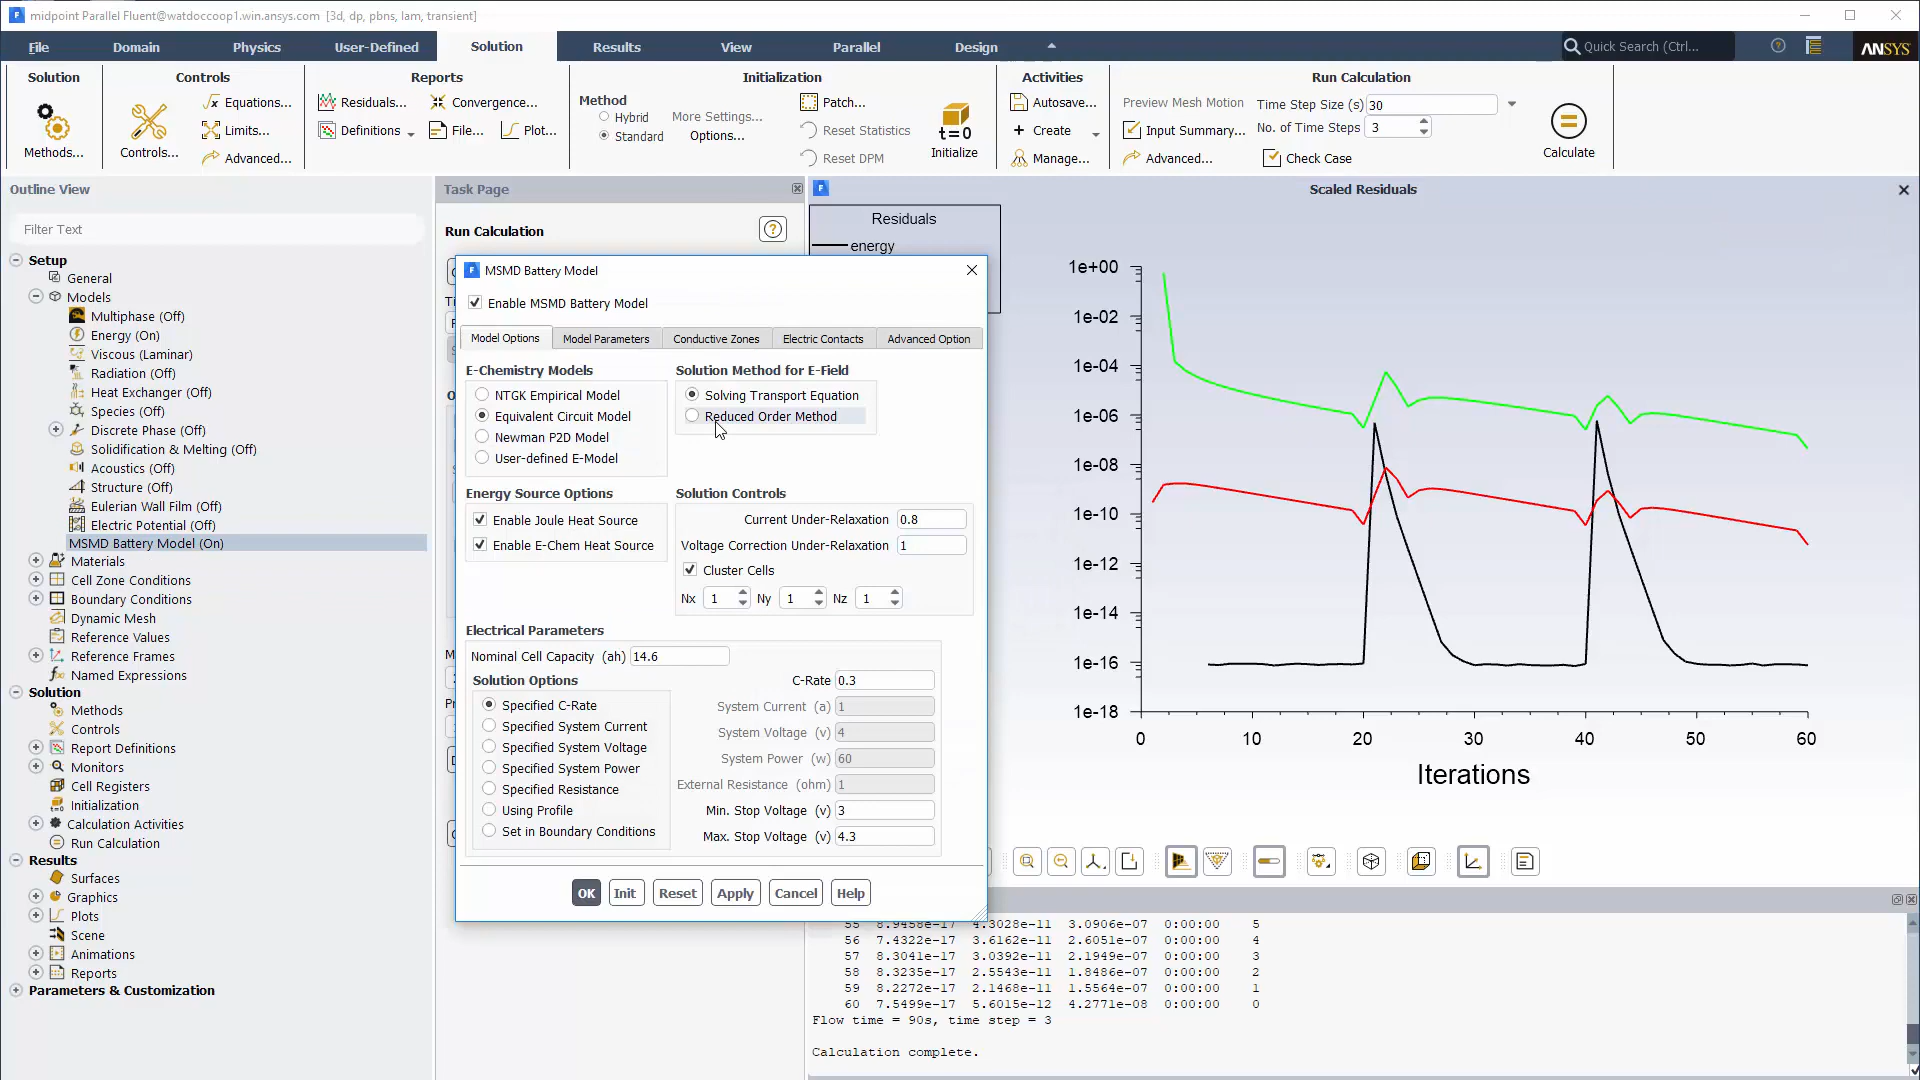 midpoint Parallel Fluent@watdoccoop1.win.ansys.com [3d, dp, pbns, lam, transient]
File Domain Physics User-Defined Solution Results View Parallel Design Quick Search (Ctrl... ANSYS
Solution
Methods...
Controls
Controls...
Equations...
Limits...
Advanced...
Reports
Residuals... Convergence...
Definitions File... Plot...
Initialization
Method
Hybrid
Standard
More Settings...
Options...
Patch...
Reset Statistics
Reset DPM
t=0
Initialize
Activities
Autosave...
Create
Manage...
Run Calculation
Preview Mesh Motion
Input Summary...
Advanced...
Time Step Size (s) 30
No. of Time Steps 3
Check Case
Calculate
Outline View
Filter Text
Setup
General
Models
Multiphase (Off)
Energy (On)
Viscous (Laminar)
Radiation (Off)
Heat Exchanger (Off)
Species (Off)
Discrete Phase (Off)
Solidification & Melting (Off)
Acoustics (Off)
Structure (Off)
Eulerian Wall Film (Off)
Electric Potential (Off)
MSMD Battery Model (On)
Materials
Cell Zone Conditions
Boundary Conditions
Dynamic Mesh
Reference Values
Reference Frames
Named Expressions
Solution
Methods
Controls
Report Definitions
Monitors
Cell Registers
Initialization
Calculation Activities
Run Calculation
Results
Surfaces
Graphics
Plots
Scene
Animations
Reports
Parameters & Customization
Task Page
Run Calculation
MSMD Battery Model
Enable MSMD Battery Model
Model Options Model Parameters Conductive Zones Electric Contacts Advanced Option
E-Chemistry Models
NTGK Empirical Model
Equivalent Circuit Model
Newman P2D Model
User-defined E-Model
Solution Method for E-Field
Solving Transport Equation
Reduced Order Method
Energy Source Options
Enable Joule Heat Source
Enable E-Chem Heat Source
Solution Controls
Current Under-Relaxation 0.8
Voltage Correction Under-Relaxation 1
Cluster Cells
Nx 1 Ny 1 Nz 1
Electrical Parameters
Nominal Cell Capacity (ah) 14.6
Solution Options
Specified C-Rate
Specified System Current
Specified System Voltage
Specified System Power
Specified Resistance
Using Profile
Set in Boundary Conditions
C-Rate 0.3
System Current (a) 1
System Voltage (v) 4
System Power (w) 60
External Resistance (ohm) 1
Min. Stop Voltage (v) 3
Max. Stop Voltage (v) 4.3
OK Init Reset Apply Cancel Help
Scaled Residuals
Residuals
energy
1e+00
1e-02
1e-04
1e-06
1e-08
1e-10
1e-12
1e-14
1e-16
1e-18
0 10 20 30 40 50 60
Iterations
55 8.9458e-17 4.3028e-11 3.0906e-07 0:00:00 5
56 7.4322e-17 3.6162e-11 2.6051e-07 0:00:00 4
57 8.3041e-17 3.0392e-11 2.1949e-07 0:00:00 3
58 8.3235e-17 2.5543e-11 1.8486e-07 0:00:00 2
59 8.2272e-17 2.1468e-11 1.5564e-07 0:00:00 1
60 7.5499e-17 5.6015e-12 4.2771e-08 0:00:00 0
Flow time = 90s, time step = 3
Calculation complete.